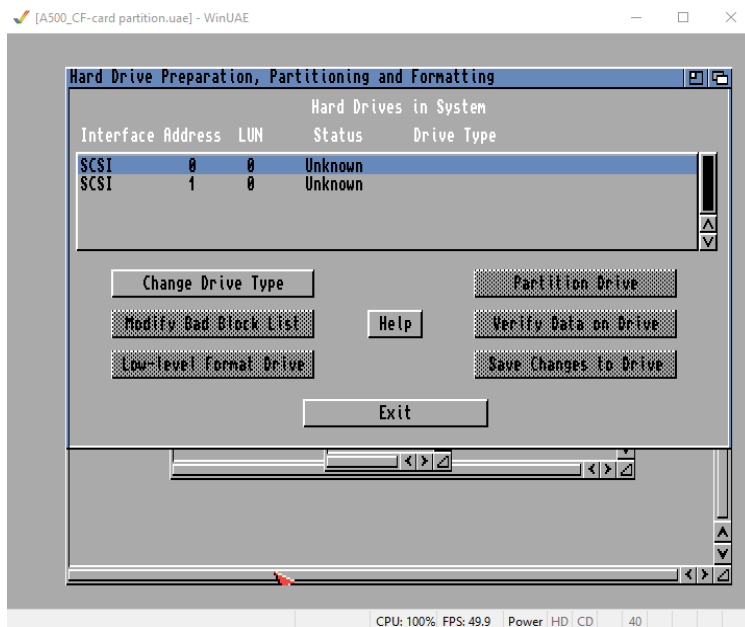 [A500_CF-card partition.uae] - WinUAE
Hard Drive Preparation, Partitioning and Formatting
Hard Drives in System
Interface Address LUN Status Drive Type
SCSI 0 0 Unknown
SCSI 1 0 Unknown
Change Drive Type Partition Drive
Modify Bad Block List Help Verify Data on Drive
Low-level Format Drive Save Changes to Drive
Exit
CPU: 100% FPS: 49.9 Power HD CD 40